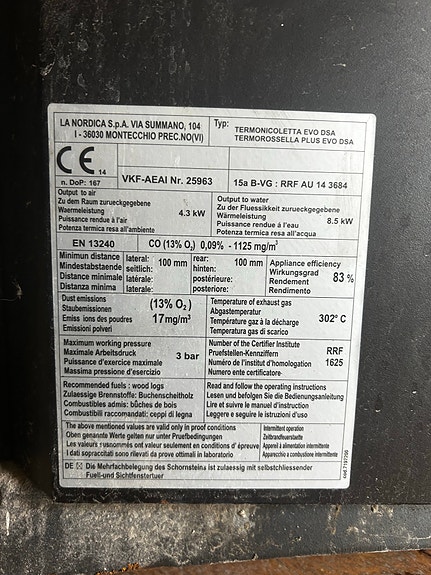 LA NORDICA S.p.A. VIA SUMMANO, 104
I - 36030 MONTECCHIO PREC.NO(VI)
Typ:
TERMONICOLETTA EVO DSA
TERMOROSSELLA PLUS EVO DSA
CE 14
n. DoP: 167
VKF-AEAI Nr. 25963
15a B-VG : RRF AU 14 3684
Output to air
Zu dem Raum zurueckgegebene
Waermeleistung
Puissance rendue à l'air
Potenza termica resa all'aria
4.3 kW
Output to water
Zu der Fluessikkeit zurueckgegebene
Wärmeleistung
Puissance rendue à l'eau
Potenza termica resa all'acqua
8.5 kW
EN 13240
CO (13% O₂) 0,09% - 1125 mg/m³
Minimun distance
Mindestabstaende
Distance minimale
Distanza minima
lateral: 100 mm
seitlich:
latérale:
laterale:
rear: 100 mm
hinten:
postérieure:
posteriore:
Appliance efficiency
Wirkungsgrad
Rendement
Rendimento
83 %
Dust emissions
Staubemissionen
Emiss ions des poudres
Emissioni polveri
(13% O₂)
17mg/m³
Temperature of exhaust gas
Abgastemperatur
Température gaz à la décharge
Temperatura gas di scarico
302° C
Maximum working pressure
Maximale Arbeitsdruck
Puissance d'exercice maximale
Massima pressione d'esercizio
3 bar
Number of the Certifier Institute
Pruefstellen-Kennziffern
Numéro de l'institut d'homologation
Numero ente certificatore
RRF
1625
Recommended fuels : wood logs
Zulaessige Brennstoffe: Buchenscheitholz
Combustibles admis: bûches de bois
Combustibili raccomandati: ceppi di legna
Read and follow the operating instructions
Lesen und befolgen Sie die Bedienungsanleitung
Lire et suivre le manuel d'instruction
Leggere e seguire le istruzioni d'uso
The above mentioned values are valid only in proof conditions
Oben genannte Werte gelten nur unter Pruefbedingungen
Les valeurs rusonnuées sont valables seulement en conditions d' épreuve
I dati sopracitati sono rilevati da prove ottimali in laboratorio
Intermittent operation
Zeitbrandfeuerstaette
Appareil à alimentation intermittente
Apparecchio a combustione intermittente
DE ☒ Die Mehrfachbelegung des Schornsteins ist zulaessig mit selbstschliessender
Fuell-und Sichtfenstertuer